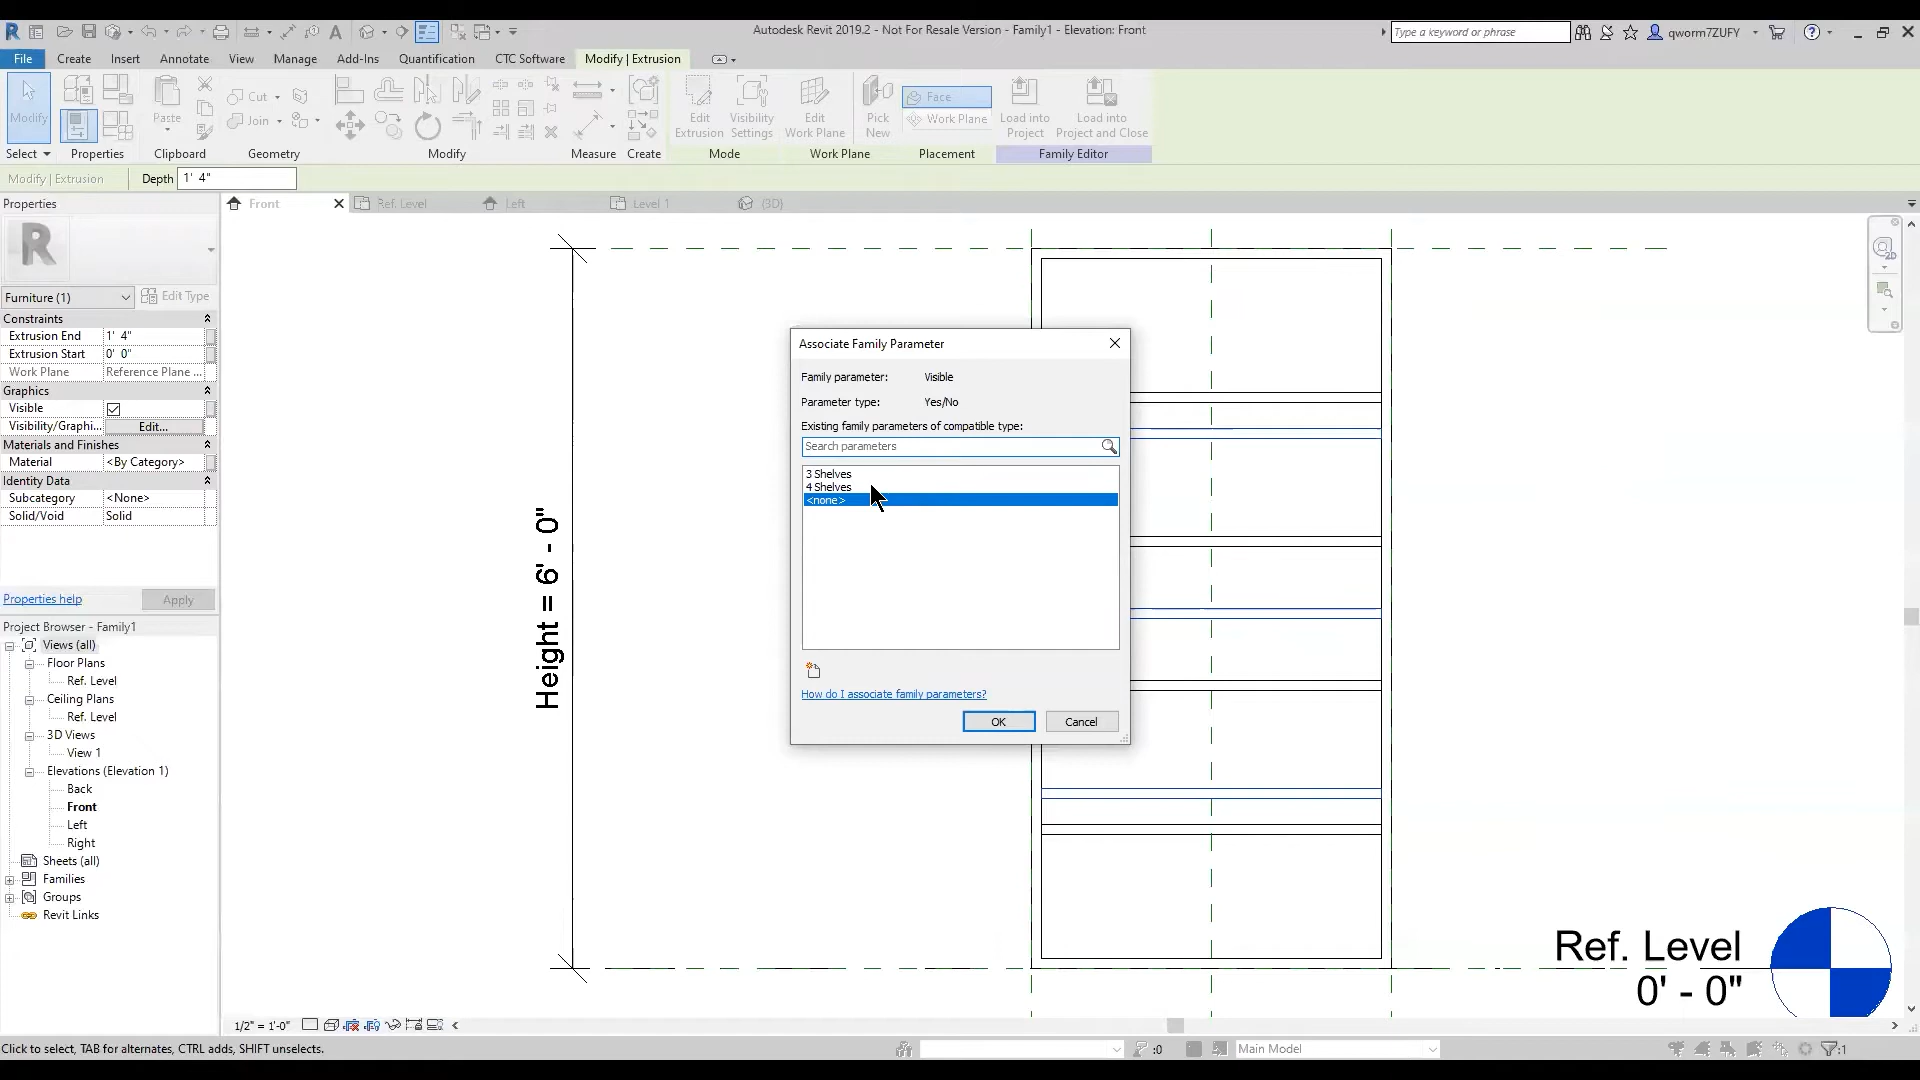 Autodesk Revit 2019.2 - Not For Resale Version - Family1 - Elevation: Front
Type a keyword or phrase
qworm7ZUFY
File Create Insert Annotate View Manage Add-Ins Quantification CTC Software Modify | Extrusion
Modify
Paste
Cut
Join
Edit Extrusion
Visibility Settings
Edit Work Plane
Pick New
Face
Work Plane
Load into Project
Load into Project and Close
Select Properties Clipboard Geometry Modify Measure Create Mode Work Plane Placement Family Editor
Modify | Extrusion Depth 1' 4"
Properties
Front Ref. Level Left Level 1 (3D)
Furniture (1) Edit Type
Constraints
Extrusion End 1' 4"
Extrusion Start 0' 0"
Work Plane Reference Plane ...
Graphics
Visible
Visibility/Graphi... Edit...
Materials and Finishes
Material <By Category>
Identity Data
Subcategory <None>
Solid/Void Solid
Properties help Apply
Project Browser - Family1
Views (all)
Floor Plans
Ref. Level
Ceiling Plans
Ref. Level
3D Views
View 1
Elevations (Elevation 1)
Back
Front
Left
Right
Sheets (all)
Families
Groups
Revit Links
Height = 6' - 0"
Associate Family Parameter
Family parameter: Visible
Parameter type: Yes/No
Existing family parameters of compatible type:
Search parameters
3 Shelves
4 Shelves
<none>
How do I associate family parameters?
OK Cancel
Ref. Level
0' - 0"
1/2" = 1'-0"
Click to select, TAB for alternates, CTRL adds, SHIFT unselects.
:0
Main Model
:1